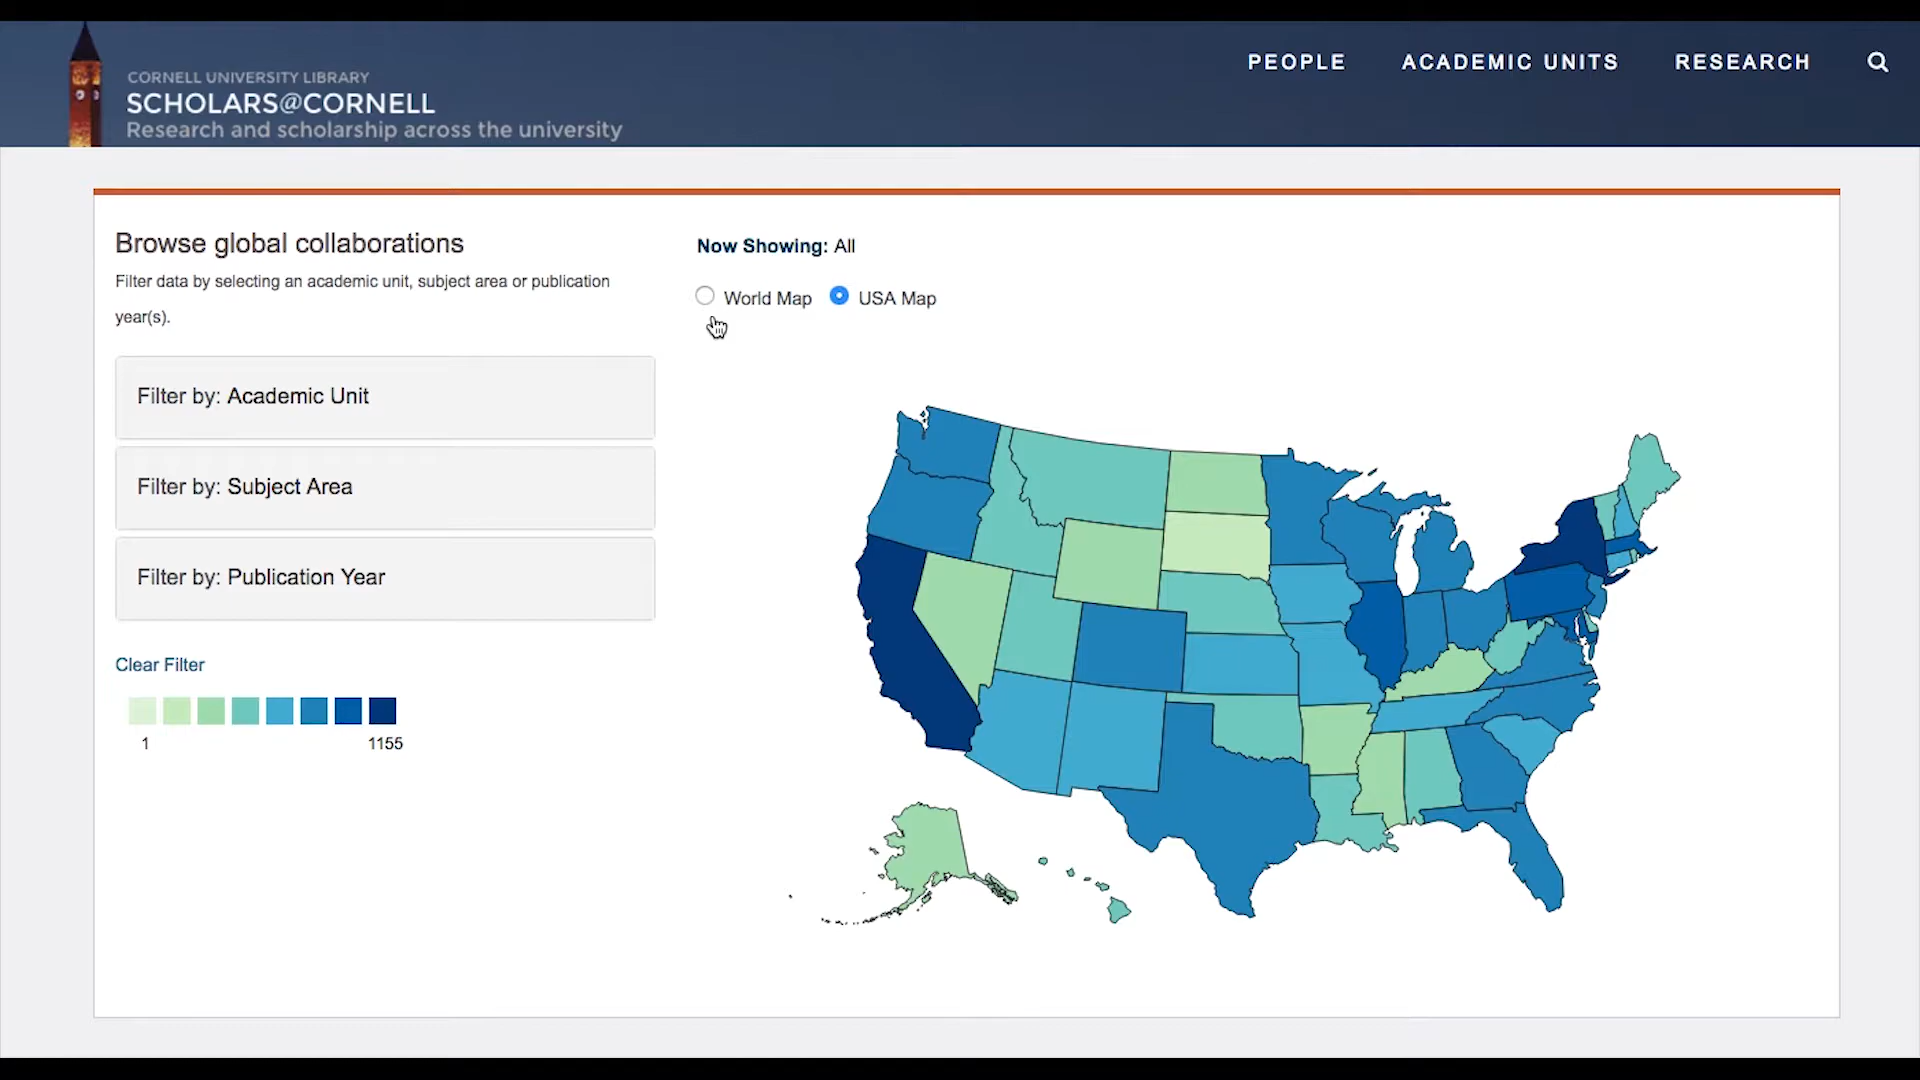 PEOPLE ACADEMIC UNITS RESEARCH
CORNELL UNIVERSITY LIBRARY
SCHOLARS@CORNELL
Research and scholarship across the university
Browse global collaborations
Filter data by selecting an academic unit, subject area or publication
year(s).
Now Showing: All
World Map USA Map
Filter by: Academic Unit
Filter by: Subject Area
Filter by: Publication Year
Clear Filter
1 1155